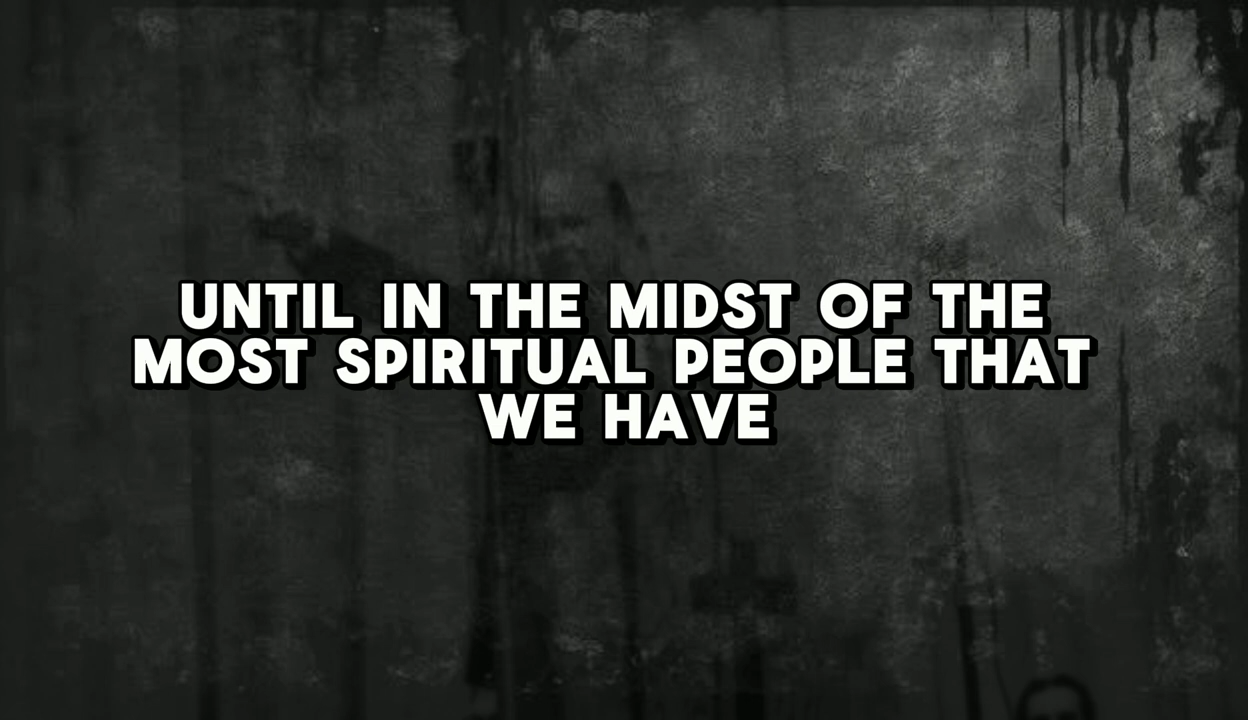 UNTIL IN THE MIDST OF THE
MOST SPIRITUAL PEOPLE THAT
WE HAVE